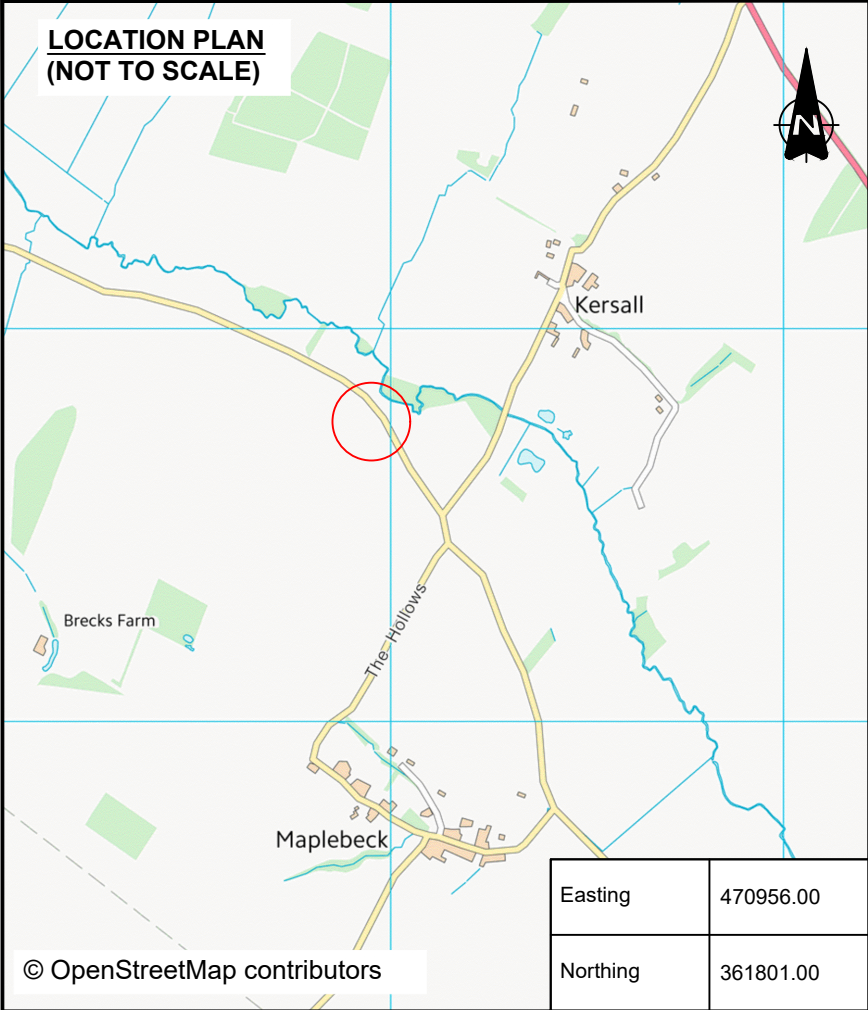 LOCATION PLAN
(NOT TO SCALE)
N
Kersall
Brecks Farm
The Hollows
Maplebeck
Easting 470956.00
Northing 361801.00
© OpenStreetMap contributors